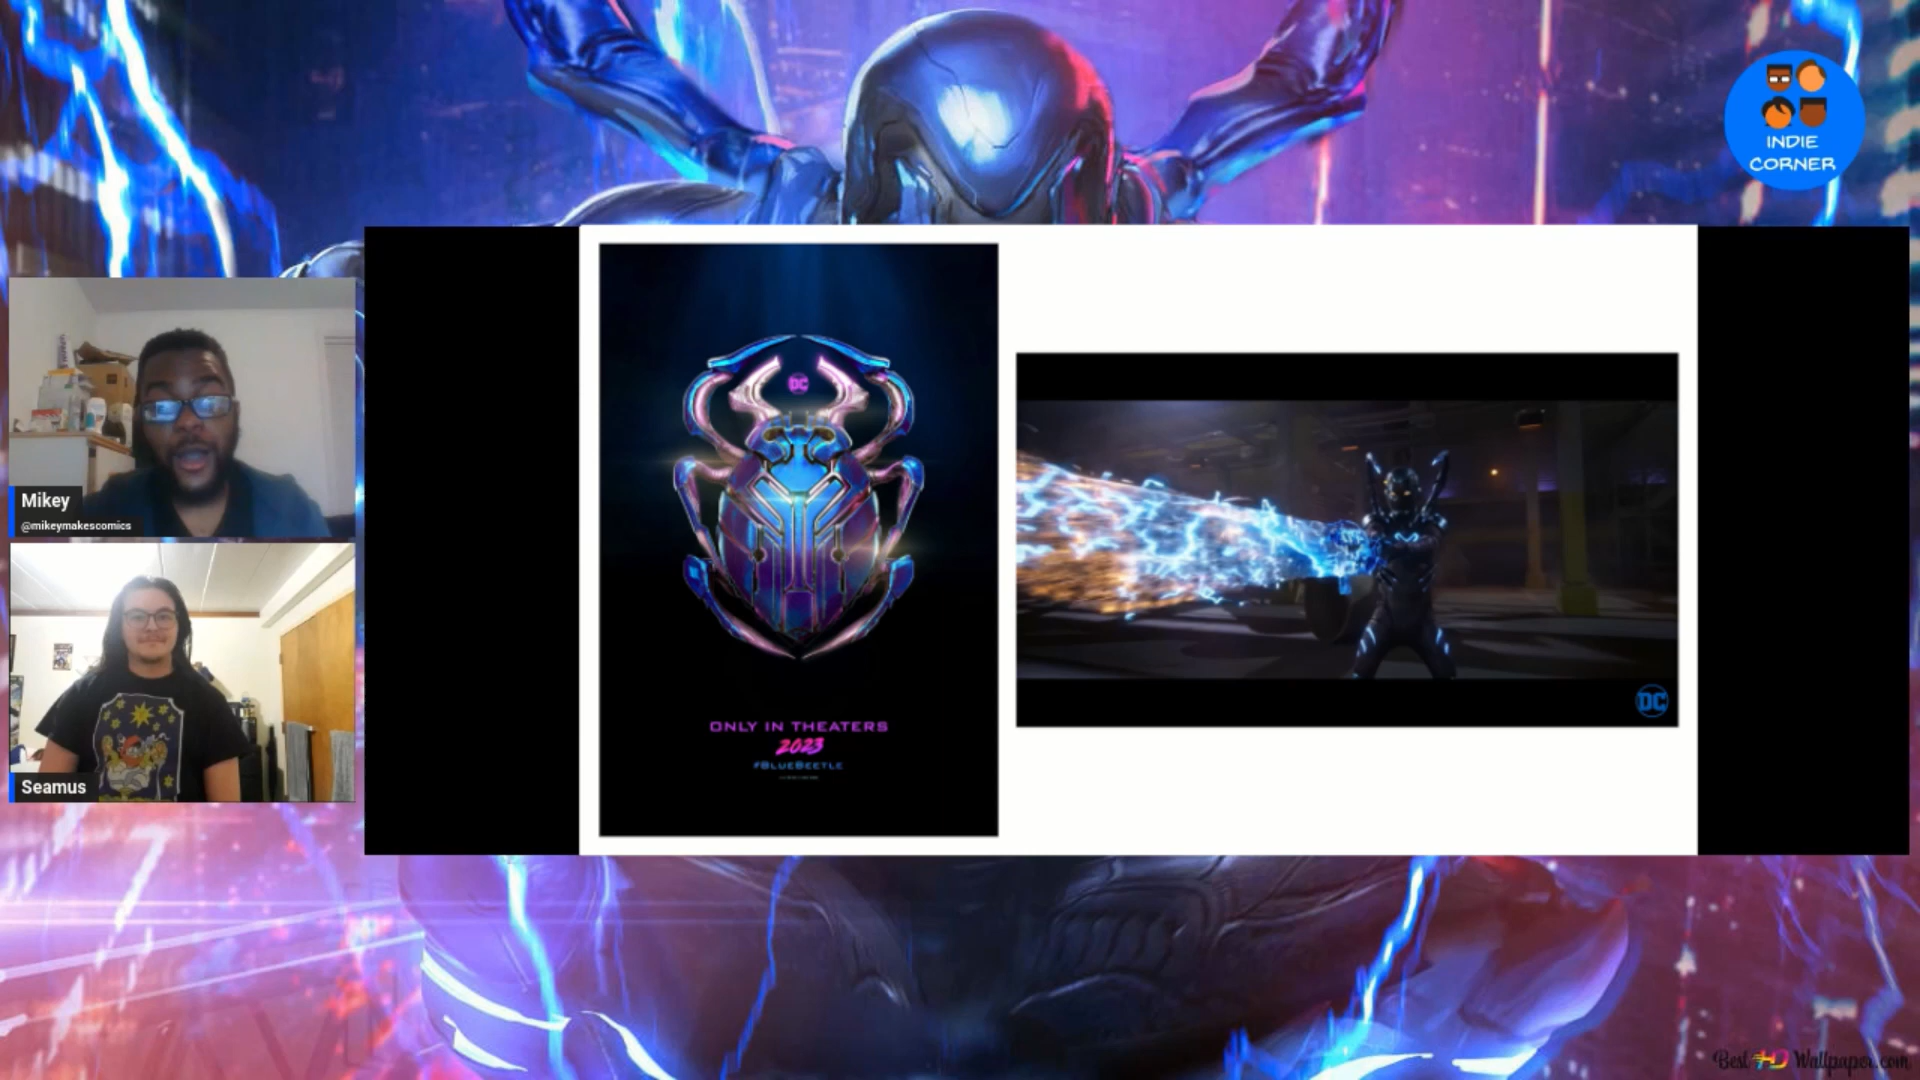 INDIE
CORNER
Mikey
@mikeymakescomics
Seamus
DC
ONLY IN THEATERS
2023
#BLUEBEETLE
DC
Best HD Wallpaper.com